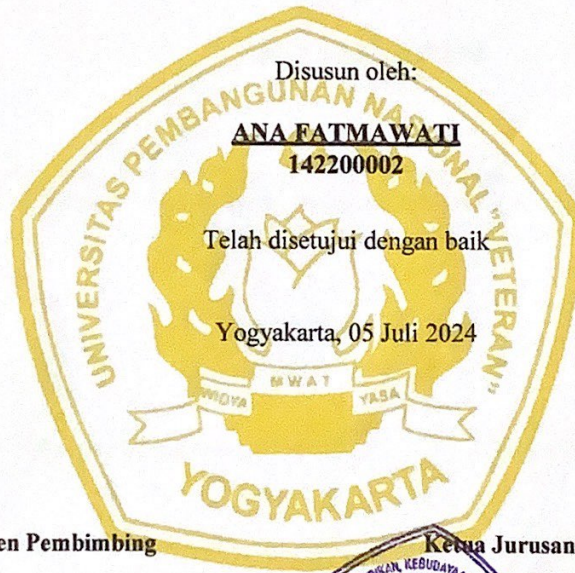 Disusun oleh:
ANA FATMAWATI
142200002
Telah disetujui dengan baik
Yogyakarta, 05 Juli 2024
UNIVERSITAS PEMBANGUNAN NASIONAL "VETERAN"
WIDYA MWAT YASA
YOGYAKARTA
en Pembimbing
Ketua Jurusan
KEBUDAYA